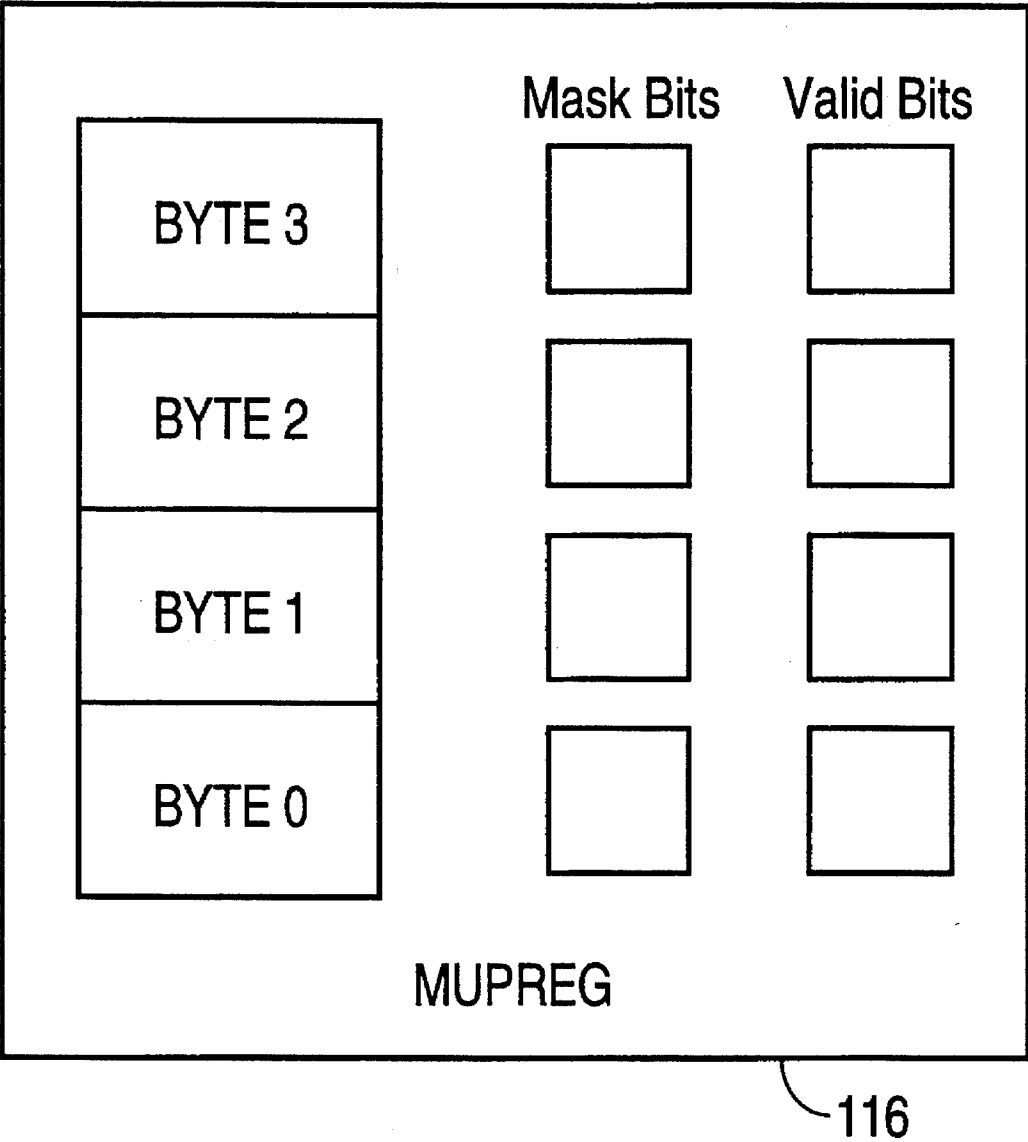 Mask Bits Valid Bits
BYTE 3
BYTE 2
BYTE 1
BYTE 0
MUPREG
116